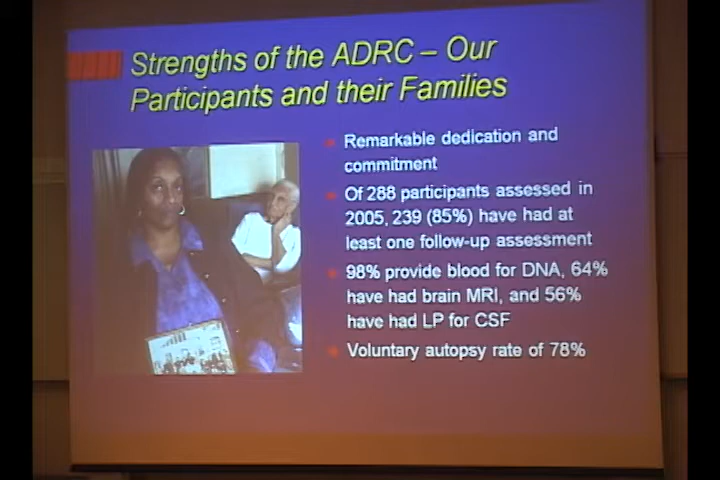 Strengths of the ADRC – Our
Participants and their Families
Remarkable dedication and
commitment
Of 288 participants assessed in
2005, 239 (85%) have had at
least one follow-up assessment
98% provide blood for DNA, 64%
have had brain MRI, and 56%
have had LP for CSF
Voluntary autopsy rate of 78%